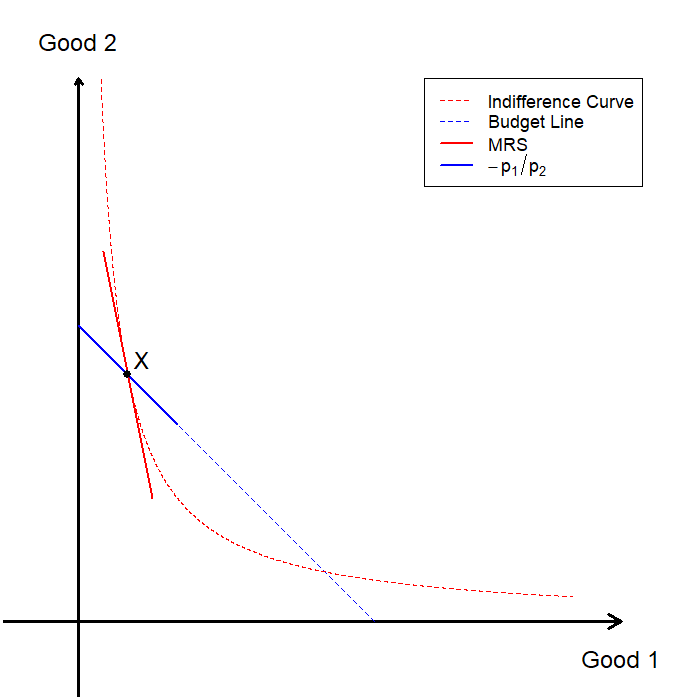 Good 2
Indifference Curve
Budget Line
MRS
−p₁/p₂
X
Good 1